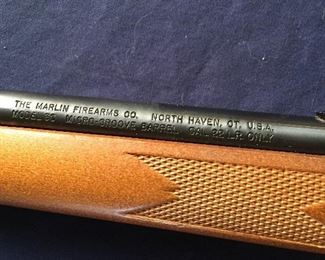 THE MARLIN FIREARMS CO. NORTH HAVEN, CT. U.S.A.
MODEL 60 MICRO-GROOVE BARREL CAL. 22 L.R. ONLY